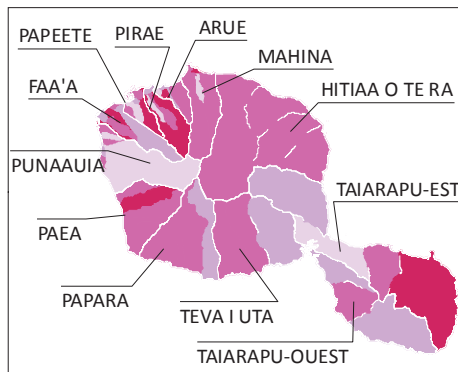 PAPEETE
PIRAE
ARUE
MAHINA
FAA'A
HITIAA O TE RA
PUNAAUIA
TAIARAPU-EST
PAEA
PAPARA
TEVA I UTA
TAIARAPU-OUEST